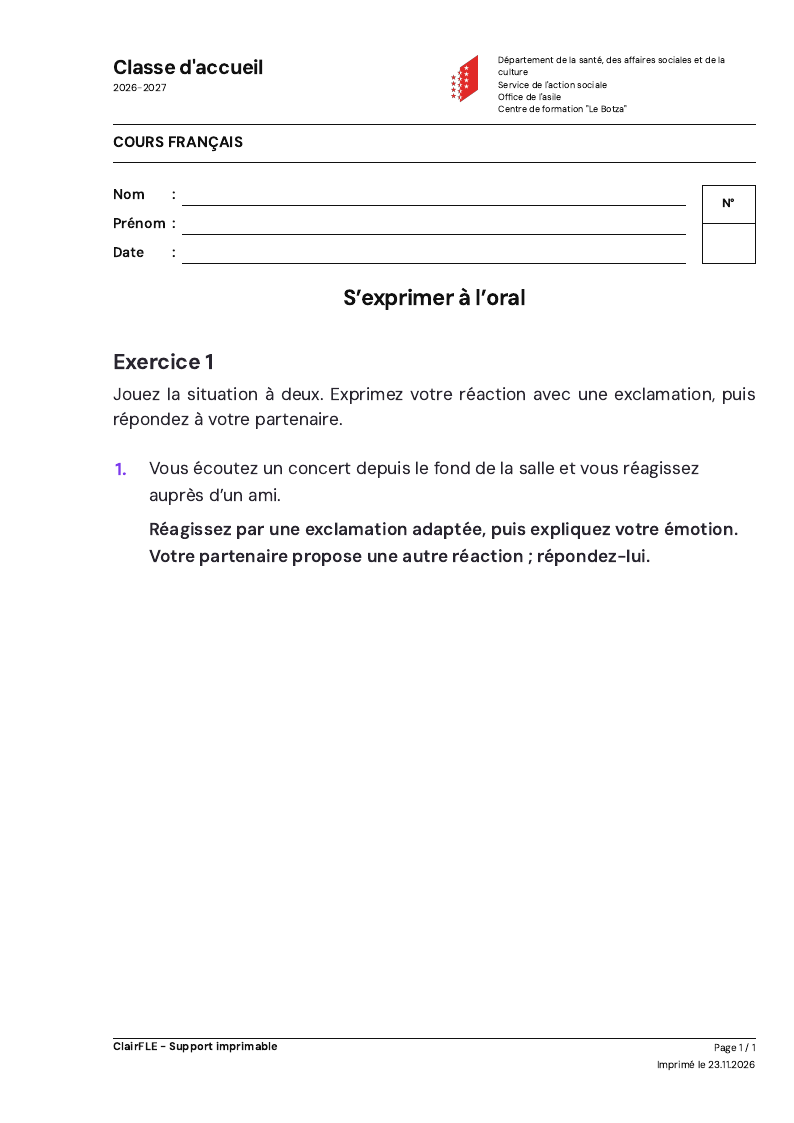 Classe d'accueil
2026-2027
Département de la santé, des affaires sociales et de la
culture
Service de l'action sociale
Office de l'asile
Centre de formation "Le Botza"
COURS FRANÇAIS
Nom :
Prénom :
Date :
N°
S’exprimer à l’oral
Exercice 1
Jouez la situation à deux. Exprimez votre réaction avec une exclamation, puis
répondez à votre partenaire.
1. Vous écoutez un concert depuis le fond de la salle et vous réagissez
auprès d’un ami.
Réagissez par une exclamation adaptée, puis expliquez votre émotion.
Votre partenaire propose une autre réaction ; répondez-lui.
ClairFLE - Support imprimable
Page 1 / 1
Imprimé le 23.11.2026